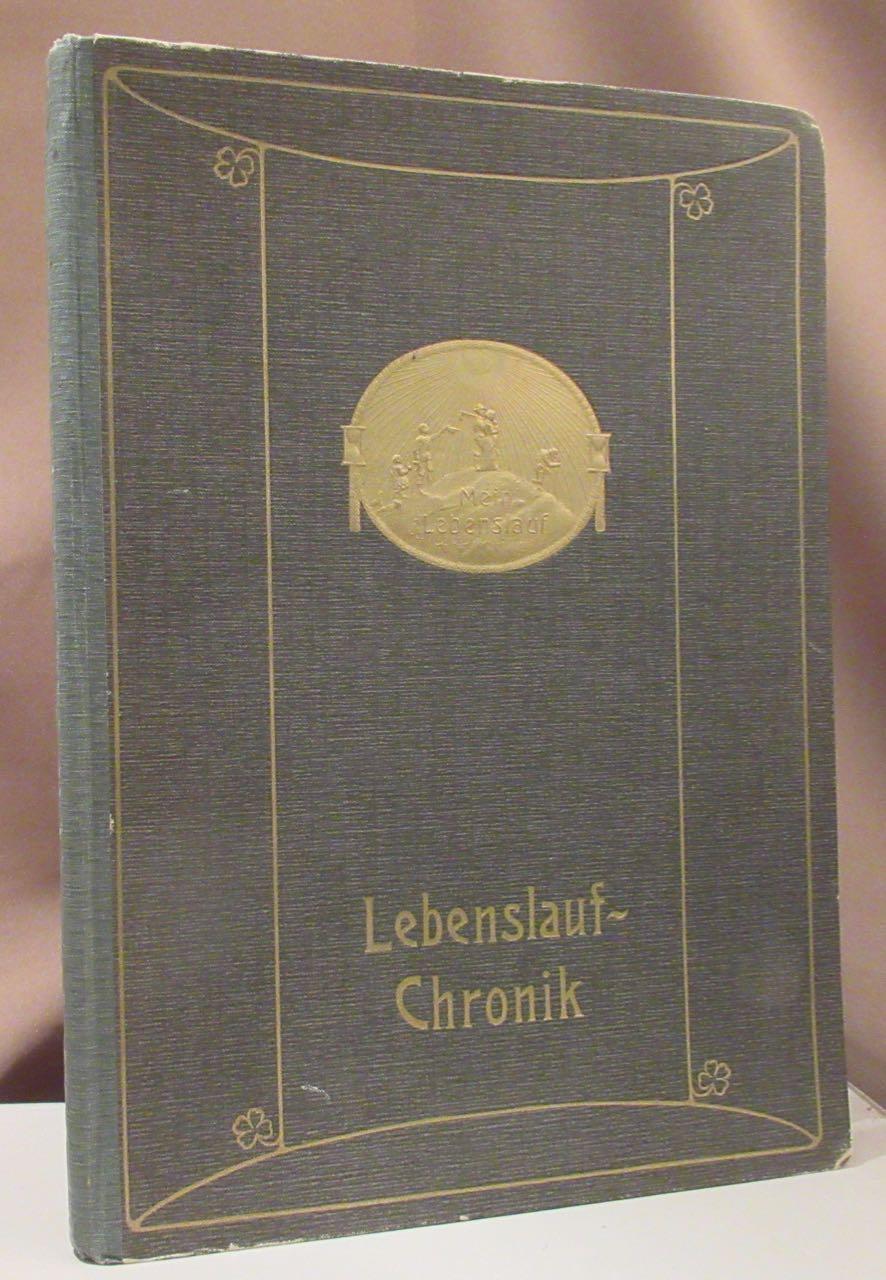 Mein
Lebenslauf
Lebenslauf~
Chronik